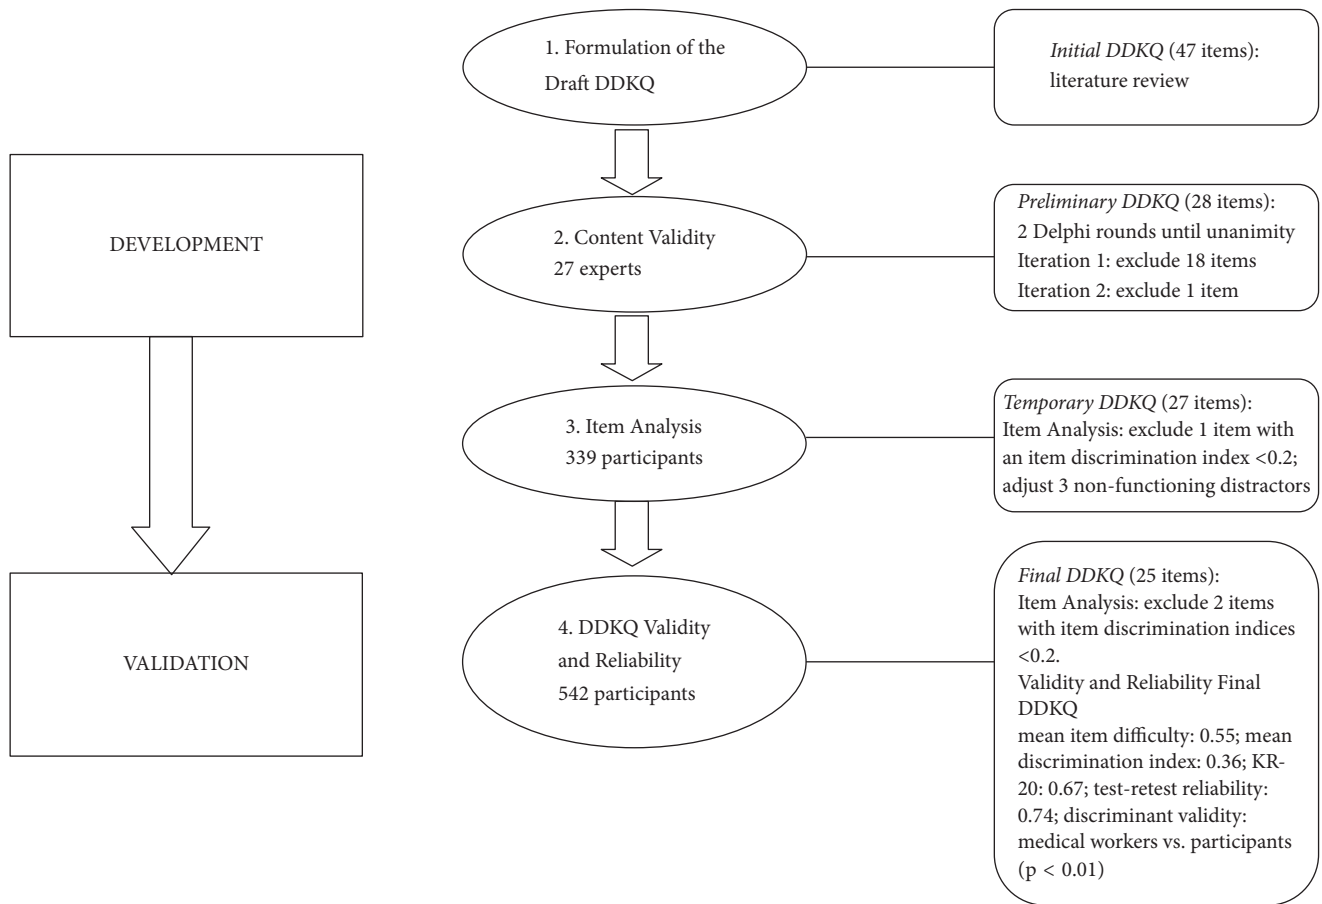 1. Formulation of the
Draft DDKQ
Initial DDKQ (47 items):
literature review
DEVELOPMENT
2. Content Validity
27 experts
Preliminary DDKQ (28 items):
2 Delphi rounds until unanimity
Iteration 1: exclude 18 items
Iteration 2: exclude 1 item
3. Item Analysis
339 participants
Temporary DDKQ (27 items):
Item Analysis: exclude 1 item with
an item discrimination index <0.2;
adjust 3 non-functioning distractors
VALIDATION
4. DDKQ Validity
and Reliability
542 participants
Final DDKQ (25 items):
Item Analysis: exclude 2 items
with item discrimination indices
<0.2.
Validity and Reliability Final
DDKQ
mean item difficulty: 0.55; mean
discrimination index: 0.36; KR-
20: 0.67; test-retest reliability:
0.74; discriminant validity:
medical workers vs. participants
(p < 0.01)